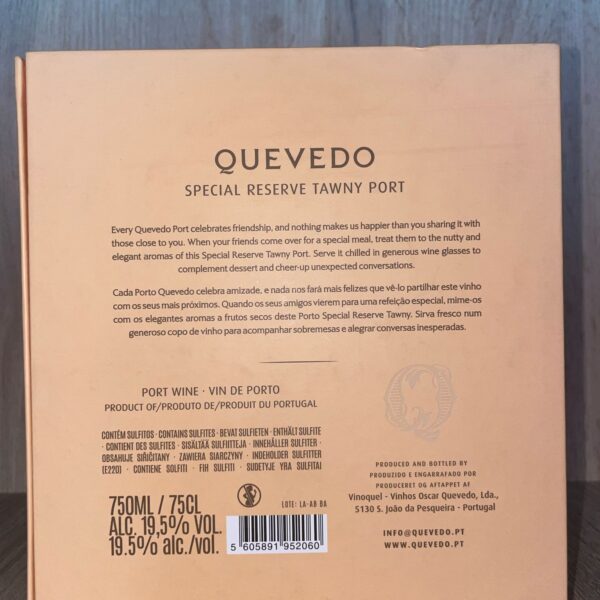 QUEVEDO
SPECIAL RESERVE TAWNY PORT
Every Quevedo Port celebrates friendship, and nothing makes us happier than you sharing it with
those close to you. When your friends come over for a special meal, treat them to the nutty and
elegant aromas of this Special Reserve Tawny Port. Serve it chilled in generous wine glasses to
complement dessert and cheer-up unexpected conversations.
Cada Porto Quevedo celebra amizade, e nada nos fará mais felizes que vê-lo partilhar este vinho
com os seus mais próximos. Quando os seus amigos vierem para uma refeição especial, mime-os
com os elegantes aromas a frutos secos deste Porto Special Reserve Tawny. Sirva fresco num
generoso copo de vinho para acompanhar sobremesas e alegrar conversas inesperadas.
PORT WINE · VIN DE PORTO
PRODUCT OF/PRODUTO DE/PRODUIT DU PORTUGAL
CONTÉM SULFITOS · CONTAINS SULFITES · BEVAT SULFIETEN · ENTHÄLT SULFITE
· CONTIENT DES SULFITES · SISÄLTÄÄ SULFIITTEJA · INNEHÅLLER SULFITER ·
OBSAHUJE SIŘIČITANY · ZAWIERA SIARCZYNY · INDEHOLDER SULFITTER
(E220) · CONTIENE SOLFITI · FIH SULFITI · SUDETYJE YRA SULFITAI
750ML / 75CL
ALC. 19,5% VOL.
19.5% alc./vol.
LOTE: LA-AB BA
5 605891 952060
Q
PRODUCED AND BOTTLED BY
PRODUZIDO E ENGARRAFADO POR
PRODUCERET OG AFTAPPET AF
Vinoquel - Vinhos Oscar Quevedo, Lda.,
5130 S. João da Pesqueira - Portugal
INFO@QUEVEDO.PT
WWW.QUEVEDO.PT